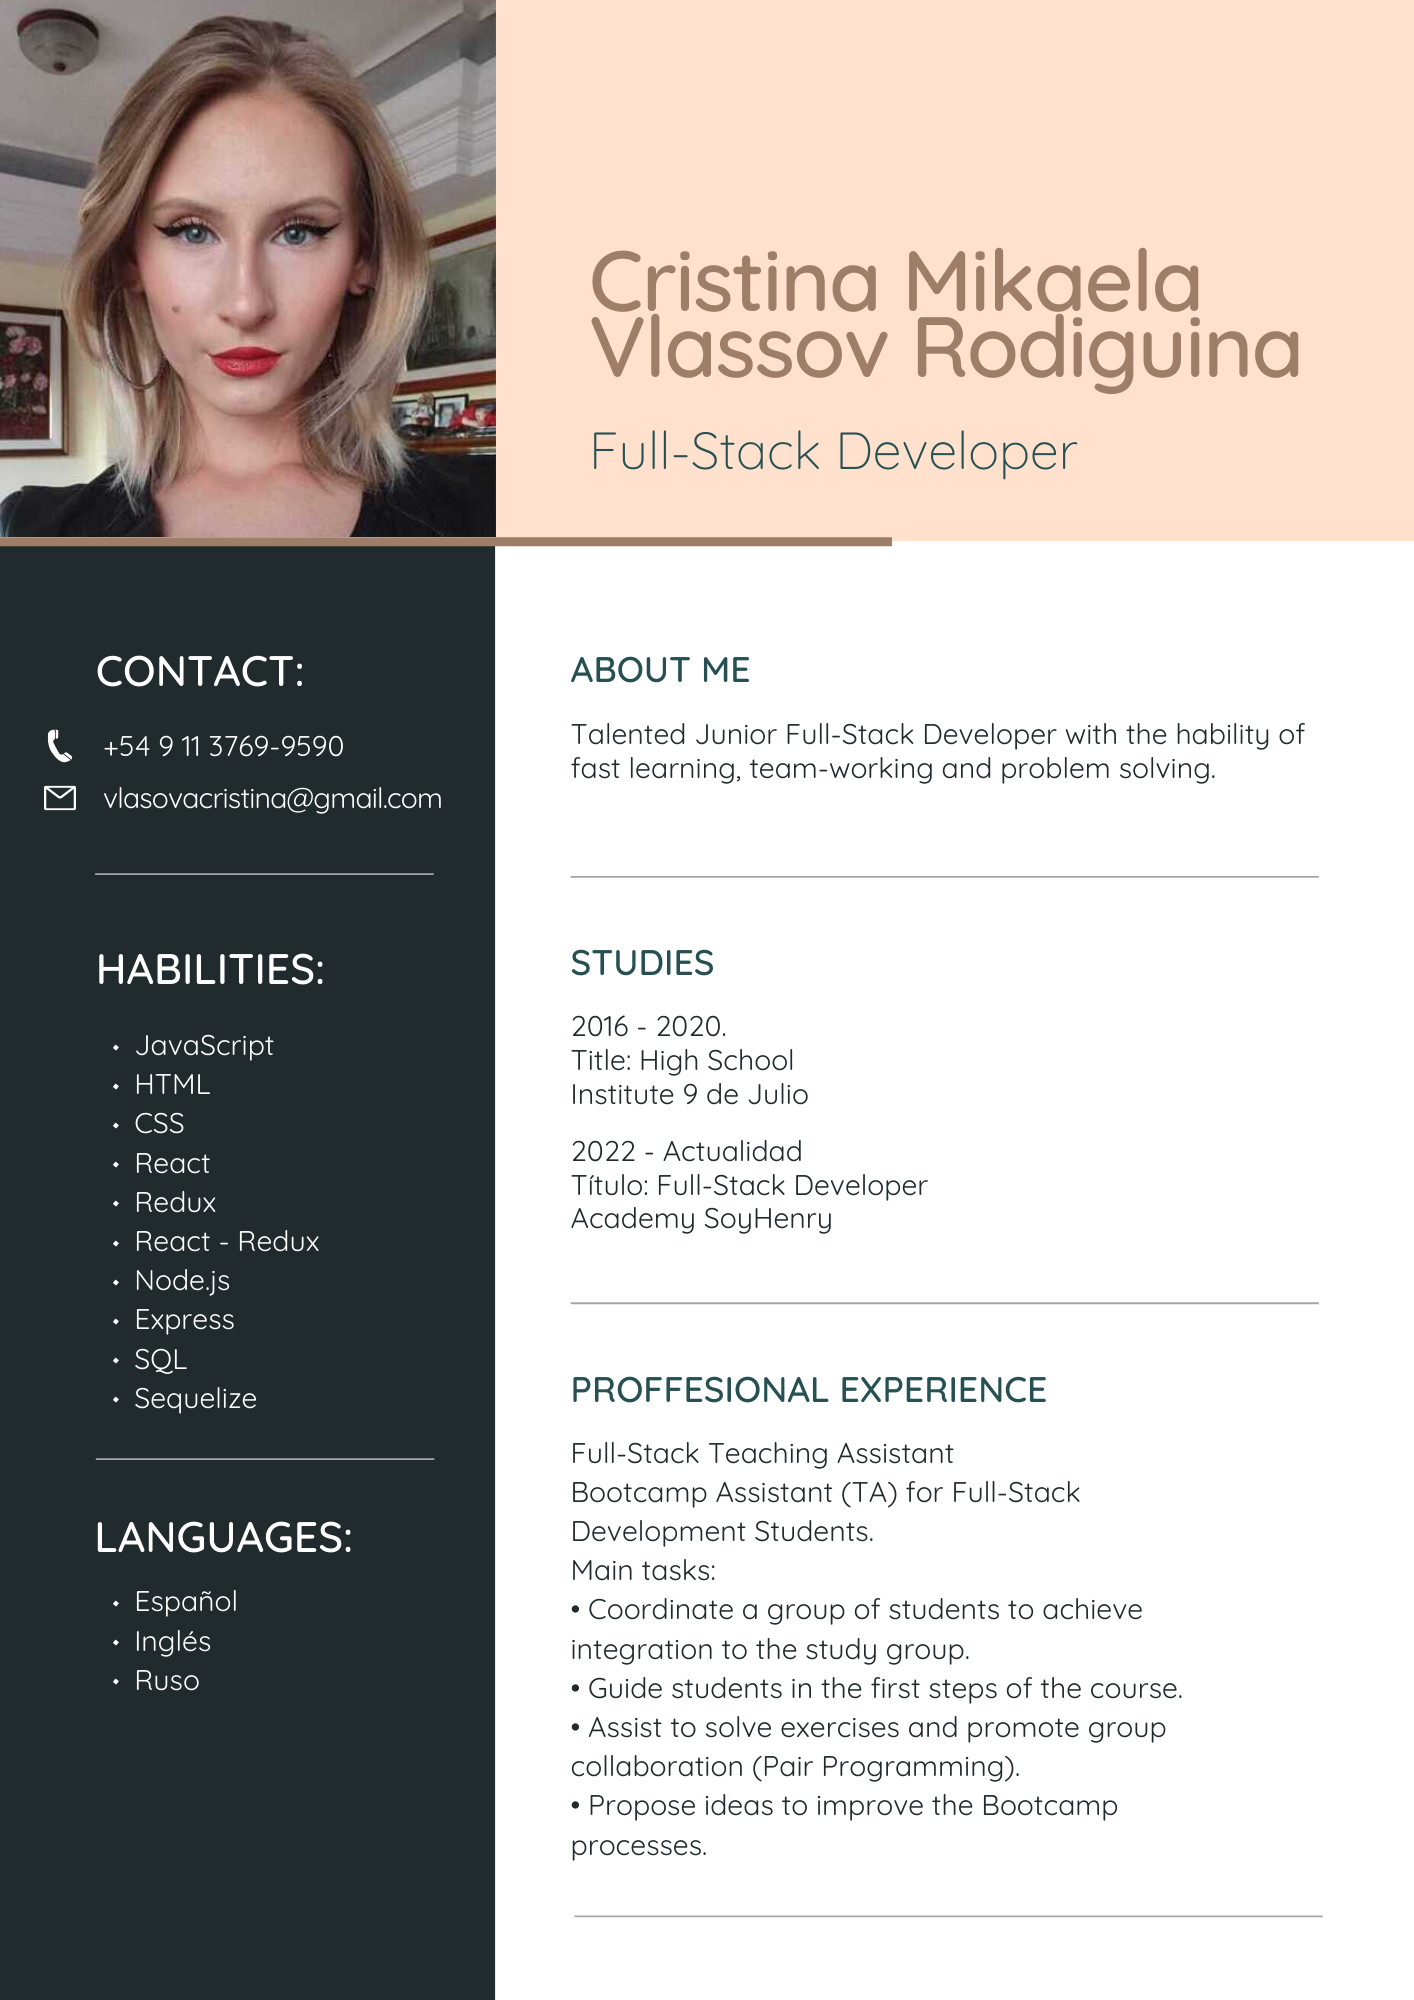 Cristina Mikaela
Vlassov Rodiguina
Full-Stack Developer
CONTACT:
+54 9 11 3769-9590
vlasovacristina@gmail.com
HABILITIES:
• JavaScript
• HTML
• CSS
• React
• Redux
• React - Redux
• Node.js
• Express
• SQL
• Sequelize
LANGUAGES:
• Español
• Inglés
• Ruso
ABOUT ME
Talented Junior Full-Stack Developer with the hability of
fast learning, team-working and problem solving.
STUDIES
2016 - 2020.
Title: High School
Institute 9 de Julio
2022 - Actualidad
Título: Full-Stack Developer
Academy SoyHenry
PROFFESIONAL EXPERIENCE
Full-Stack Teaching Assistant
Bootcamp Assistant (TA) for Full-Stack
Development Students.
Main tasks:
• Coordinate a group of students to achieve
integration to the study group.
• Guide students in the first steps of the course.
• Assist to solve exercises and promote group
collaboration (Pair Programming).
• Propose ideas to improve the Bootcamp
processes.